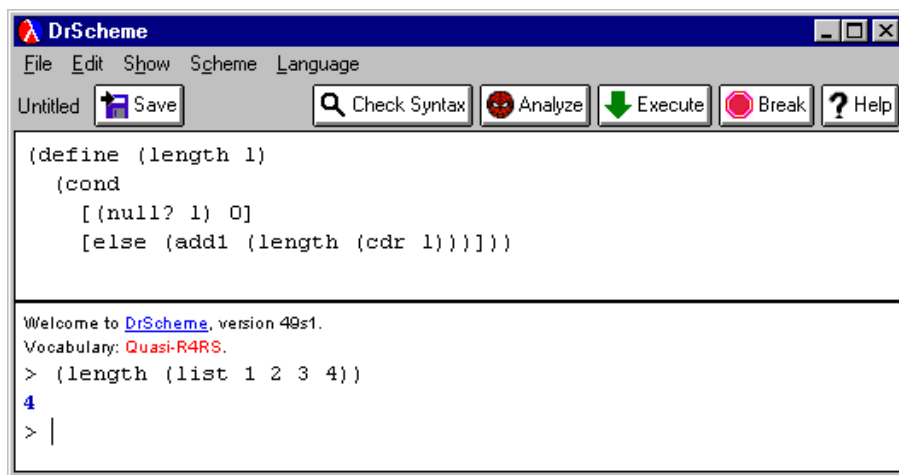 DrScheme
File Edit Show Scheme Language
Untitled Save Check Syntax Analyze Execute Break ? Help
(define (length l)
  (cond
    [(null? l) 0]
    [else (add1 (length (cdr l)))]))
Welcome to DrScheme, version 49s1.
Vocabulary: Quasi-R4RS.
> (length (list 1 2 3 4))
4
>